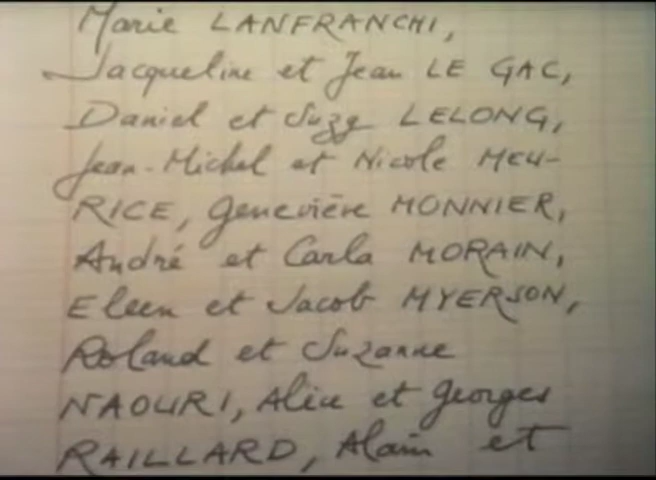 Marie LANFRANCHI,
Jacqueline et Jean LE GAC,
Daniel et Suzy LELONG,
Jean-Michel et Nicole MEU-
RICE, Geneviève MONNIER,
André et Carla MORAIN,
Eleen et Jacob MYERSON,
Roland et Suzanne
NAOURI, Alice et Georges
RAILLARD, Alain et